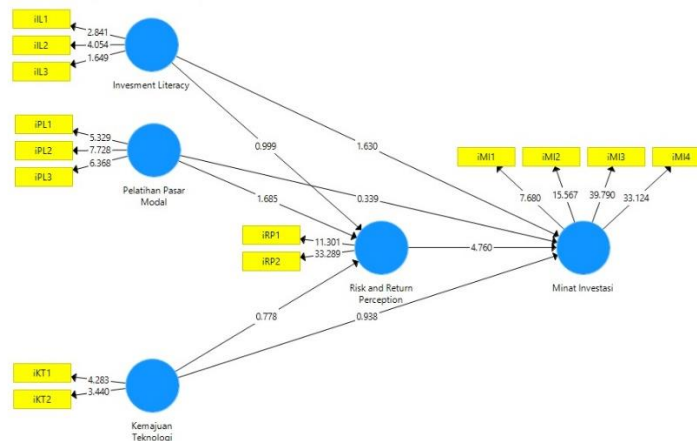 iIL1
2.841
iIL2
4.054
iIL3
1.649
Invesment Literacy
iPL1
5.329
iPL2
7.728
iPL3
6.368
Pelatihan Pasar
Modal
0.999
1.630
1.685
0.339
iMI1
iMI2
iMI3
iMI4
7.680
15.567
39.790
33.124
iRP1
11.301
iRP2
33.289
4.760
Risk and Return
Perception
Minat Investasi
0.778
0.938
iKT1
4.283
iKT2
3.440
Kemajuan
Teknologi